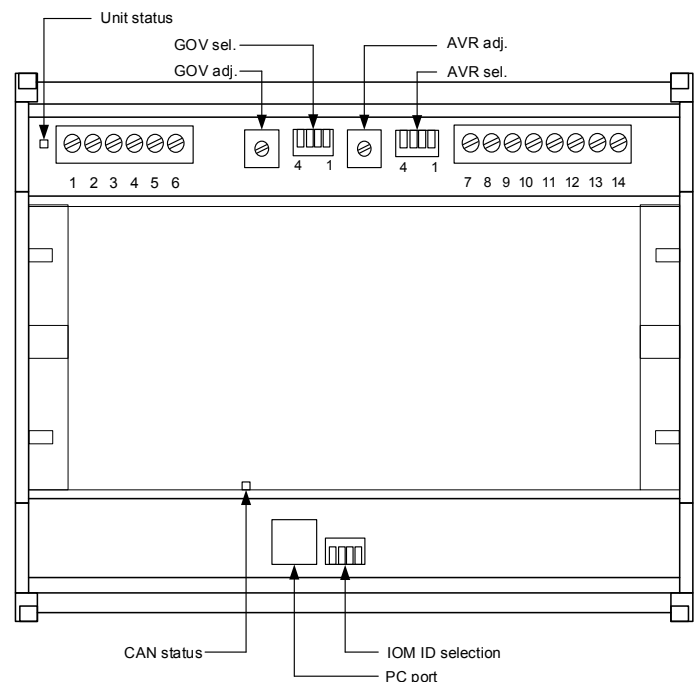 Unit status
GOV sel.
AVR adj.
GOV adj.
AVR sel.
1 2 3 4 5 6
4 1
4 1
7 8 9 10 11 12 13 14
CAN status
IOM ID selection
PC port